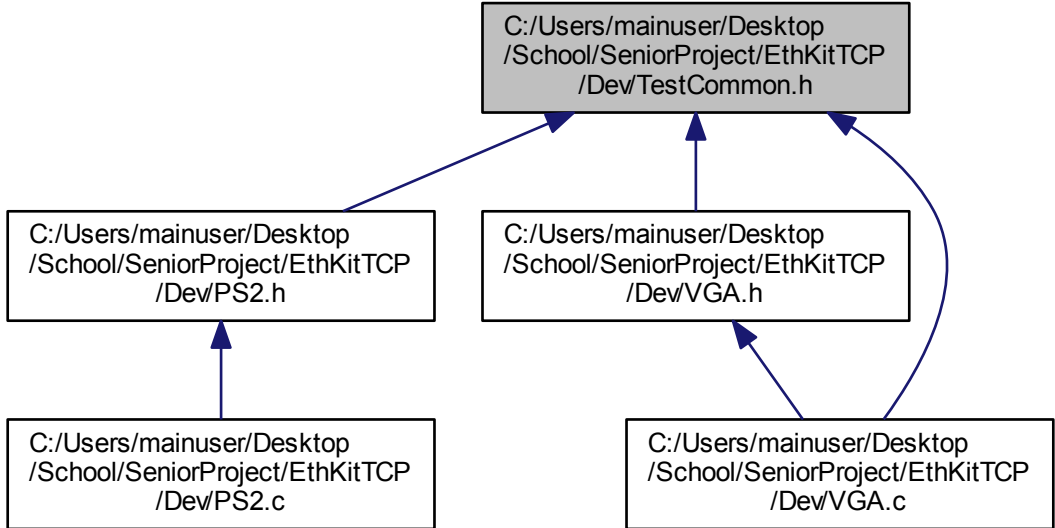 C:/Users/mainuser/Desktop
/School/SeniorProject/EthKitTCP
/Dev/TestCommon.h
C:/Users/mainuser/Desktop
/School/SeniorProject/EthKitTCP
/Dev/PS2.h
C:/Users/mainuser/Desktop
/School/SeniorProject/EthKitTCP
/Dev/VGA.h
C:/Users/mainuser/Desktop
/School/SeniorProject/EthKitTCP
/Dev/PS2.c
C:/Users/mainuser/Desktop
/School/SeniorProject/EthKitTCP
/Dev/VGA.c